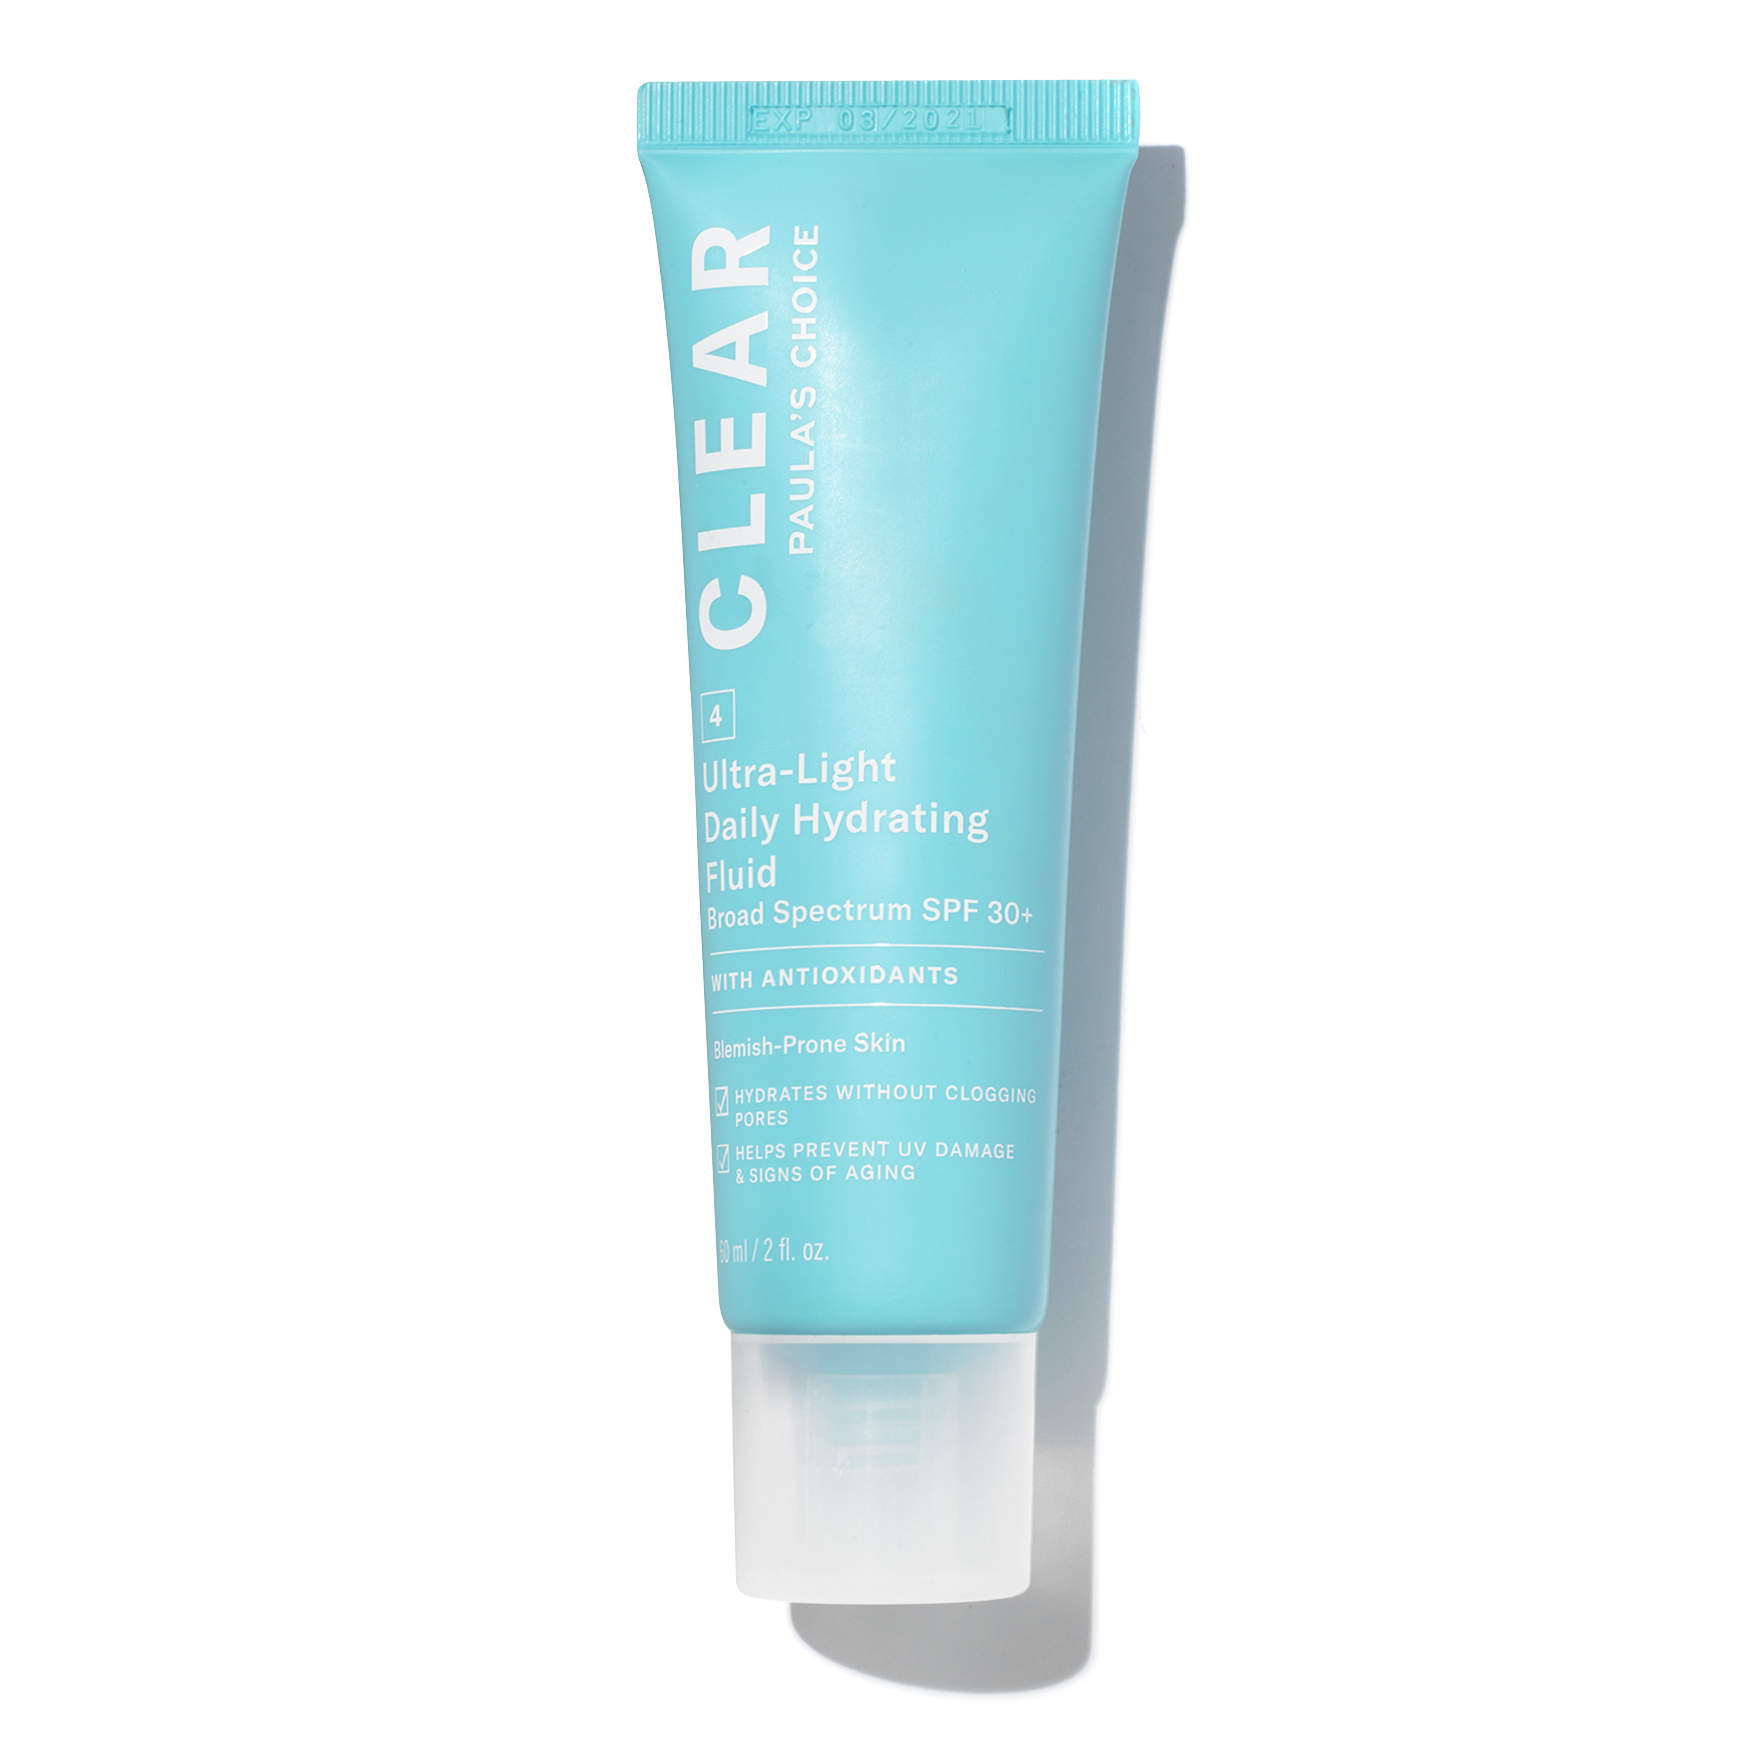 EXP 03/2021
CLEAR
PAULA'S CHOICE
4
Ultra-Light
Daily Hydrating
Fluid
Broad Spectrum SPF 30+
WITH ANTIOXIDANTS
Blemish-Prone Skin
HYDRATES WITHOUT CLOGGING
PORES
HELPS PREVENT UV DAMAGE
& SIGNS OF AGING
60 ml / 2 fl. oz.